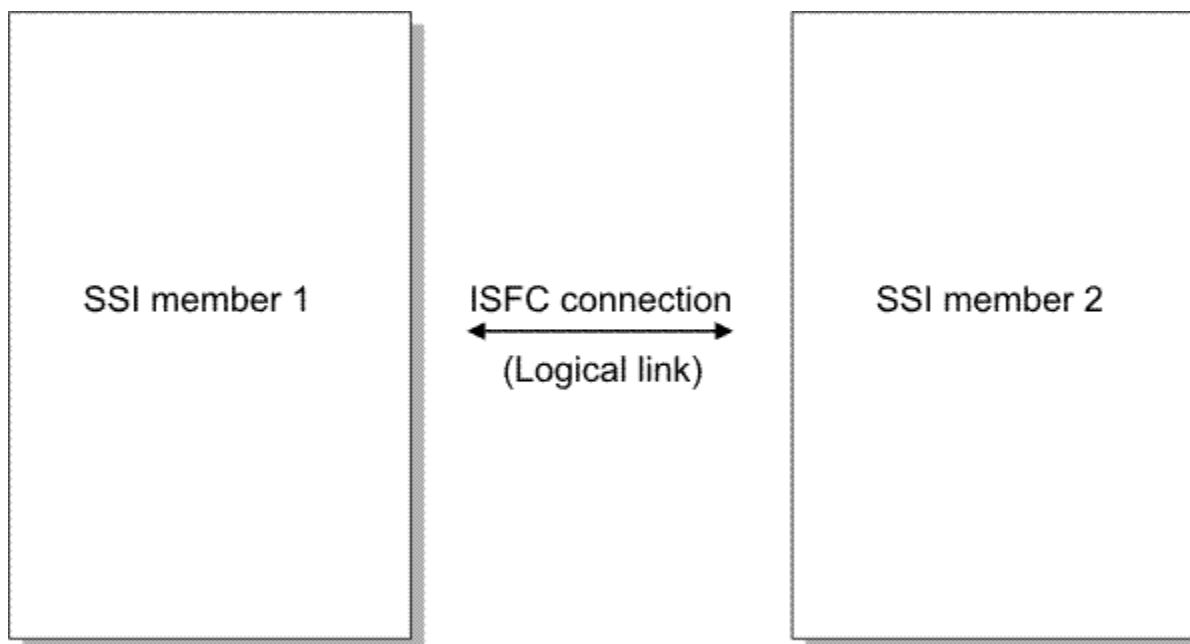 SSI member 1
ISFC connection
(Logical link)
SSI member 2